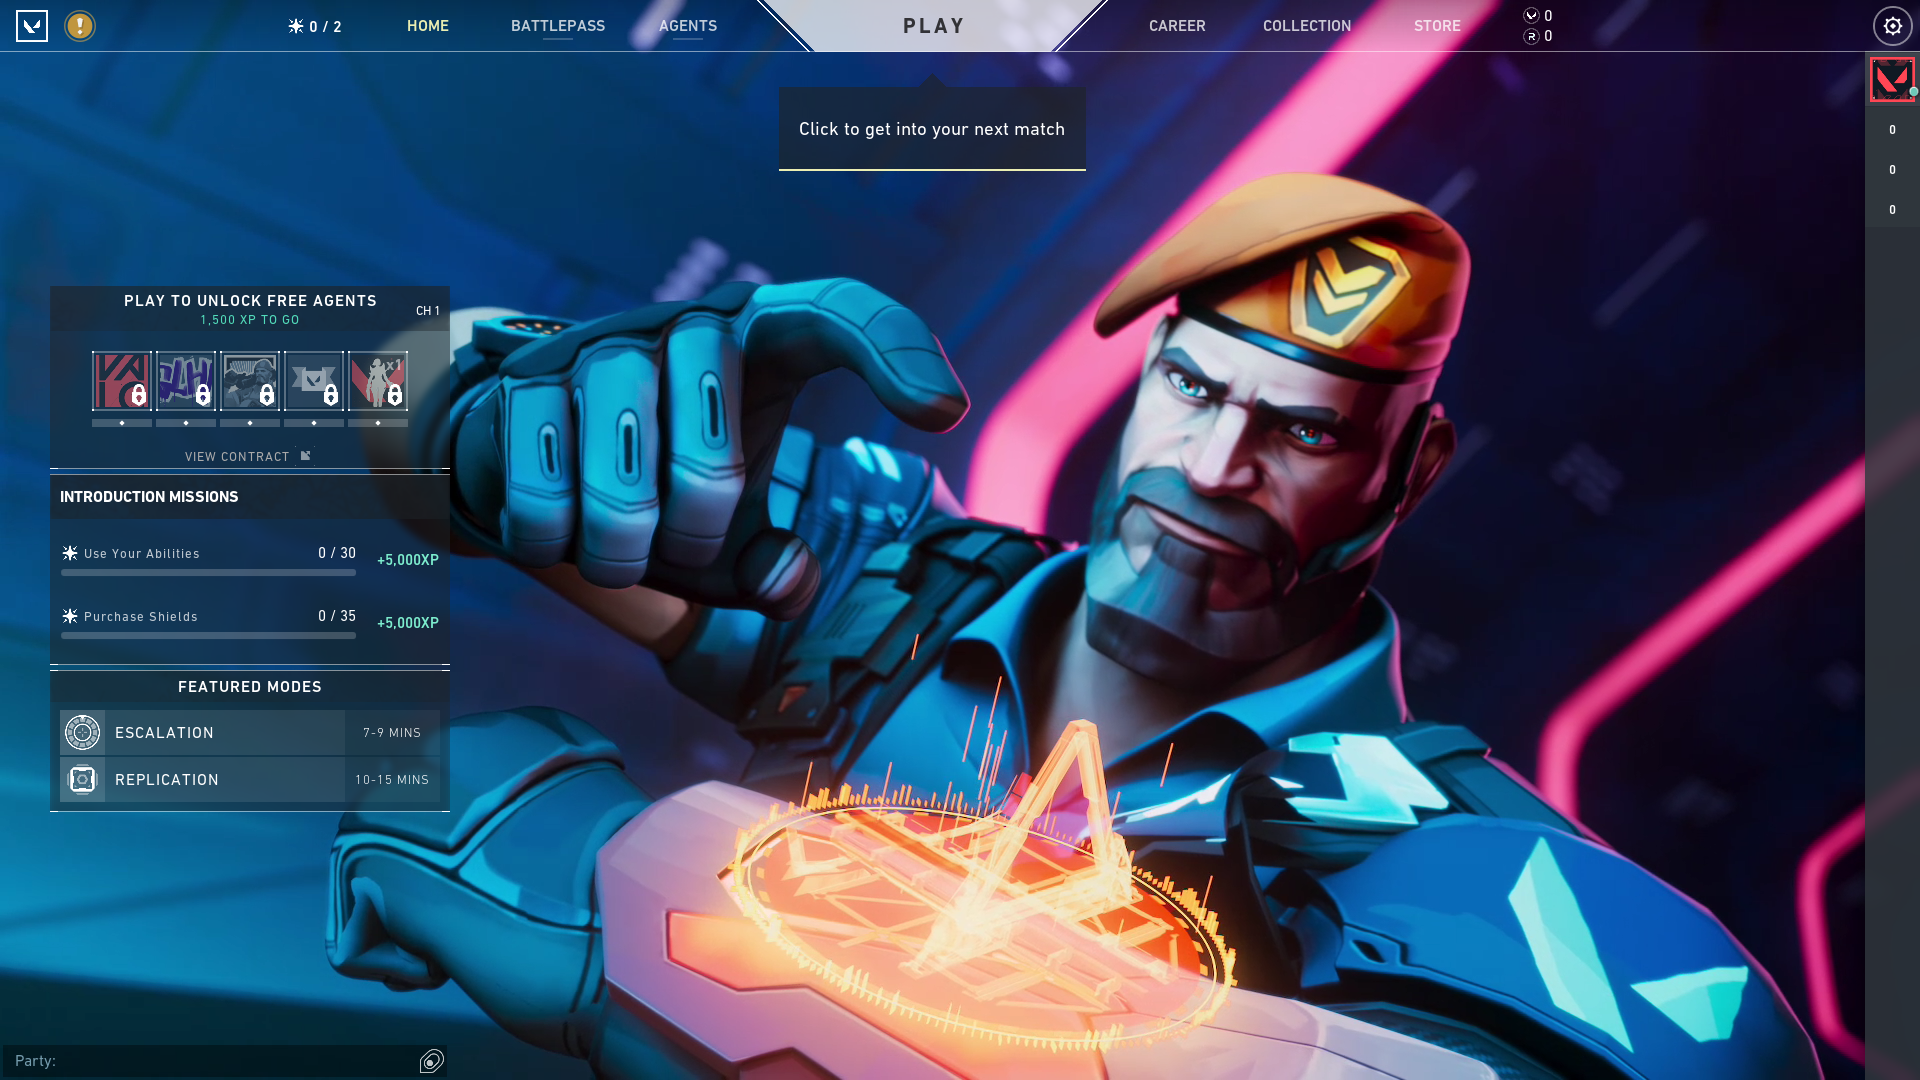 0 / 2
HOME
BATTLEPASS
AGENTS
PLAY
CAREER
COLLECTION
STORE
0
0
Click to get into your next match
0
0
0
PLAY TO UNLOCK FREE AGENTS
1,500 XP TO GO
CH 1
x1
VIEW CONTRACT
INTRODUCTION MISSIONS
Use Your Abilities
0 / 30
+5,000XP
Purchase Shields
0 / 35
+5,000XP
FEATURED MODES
ESCALATION
7-9 MINS
REPLICATION
10-15 MINS
Party: